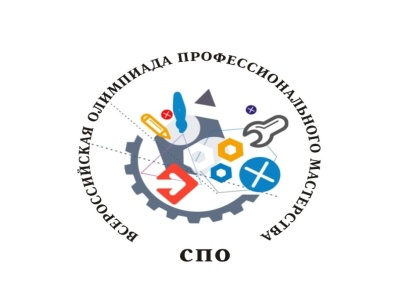 ВСЕРОССИЙСКАЯ ОЛИМПИАДА ПРОФЕССИОНАЛЬНОГО МАСТЕРСТВА
СПО